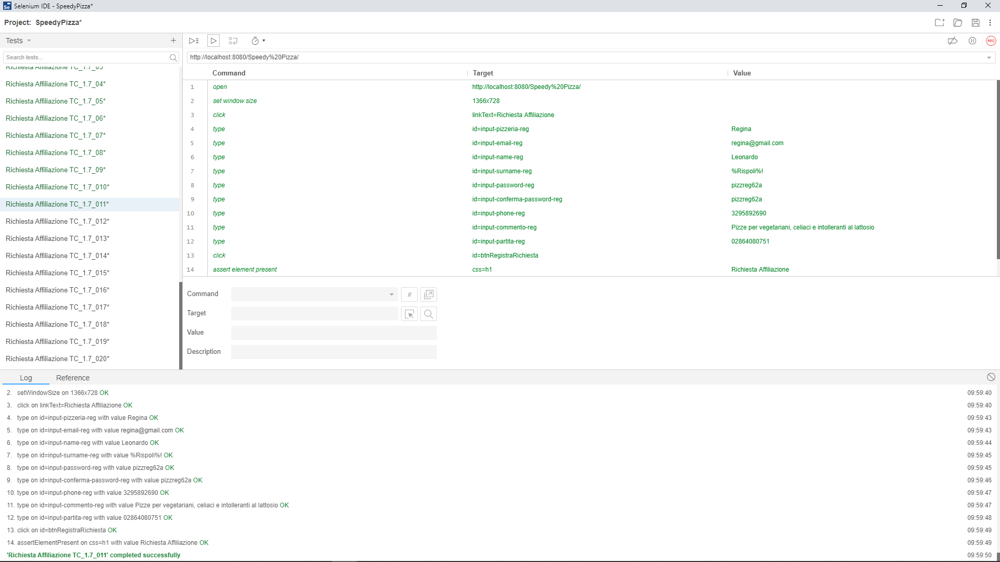 Selenium IDE - SpeedyPizza*
Project: SpeedyPizza*
Tests
Search tests...
Richiesta Affiliazione TC_1.7_03*
Richiesta Affiliazione TC_1.7_04*
Richiesta Affiliazione TC_1.7_05*
Richiesta Affiliazione TC_1.7_06*
Richiesta Affiliazione TC_1.7_07*
Richiesta Affiliazione TC_1.7_08*
Richiesta Affiliazione TC_1.7_09*
Richiesta Affiliazione TC_1.7_010*
Richiesta Affiliazione TC_1.7_011*
Richiesta Affiliazione TC_1.7_012*
Richiesta Affiliazione TC_1.7_013*
Richiesta Affiliazione TC_1.7_014*
Richiesta Affiliazione TC_1.7_015*
Richiesta Affiliazione TC_1.7_016*
Richiesta Affiliazione TC_1.7_017*
Richiesta Affiliazione TC_1.7_018*
Richiesta Affiliazione TC_1.7_019*
Richiesta Affiliazione TC_1.7_020*
REC
http://localhost:8080/Speedy%20Pizza/
Command Target Value
1 open http://localhost:8080/Speedy%20Pizza/
2 set window size 1366x728
3 click linkText=Richiesta Affiliazione
4 type id=input-pizzeria-reg Regina
5 type id=input-email-reg regina@gmail.com
6 type id=input-name-reg Leonardo
7 type id=input-surname-reg %Rispoli%!
8 type id=input-password-reg pizzreg62a
9 type id=input-conferma-password-reg pizzreg62a
10 type id=input-phone-reg 3295892690
11 type id=input-commento-reg Pizze per vegetariani, celiaci e intolleranti al lattosio
12 type id=input-partita-reg 02864080751
13 click id=btnRegistraRichiesta
14 assert element present css=h1 Richiesta Affiliazione
Command //
Target
Value
Description
Log Reference
2. setWindowSize on 1366x728 OK 09:59:40
3. click on linkText=Richiesta Affiliazione OK 09:59:40
4. type on id=input-pizzeria-reg with value Regina OK 09:59:43
5. type on id=input-email-reg with value regina@gmail.com OK 09:59:43
6. type on id=input-name-reg with value Leonardo OK 09:59:44
7. type on id=input-surname-reg with value %Rispoli%! OK 09:59:45
8. type on id=input-password-reg with value pizzreg62a OK 09:59:45
9. type on id=input-conferma-password-reg with value pizzreg62a OK 09:59:46
10. type on id=input-phone-reg with value 3295892690 OK 09:59:47
11. type on id=input-commento-reg with value Pizze per vegetariani, celiaci e intolleranti al lattosio OK 09:59:47
12. type on id=input-partita-reg with value 02864080751 OK 09:59:48
13. click on id=btnRegistraRichiesta OK 09:59:49
14. assertElementPresent on css=h1 with value Richiesta Affiliazione OK 09:59:49
'Richiesta Affiliazione TC_1.7_011' completed successfully 09:59:50